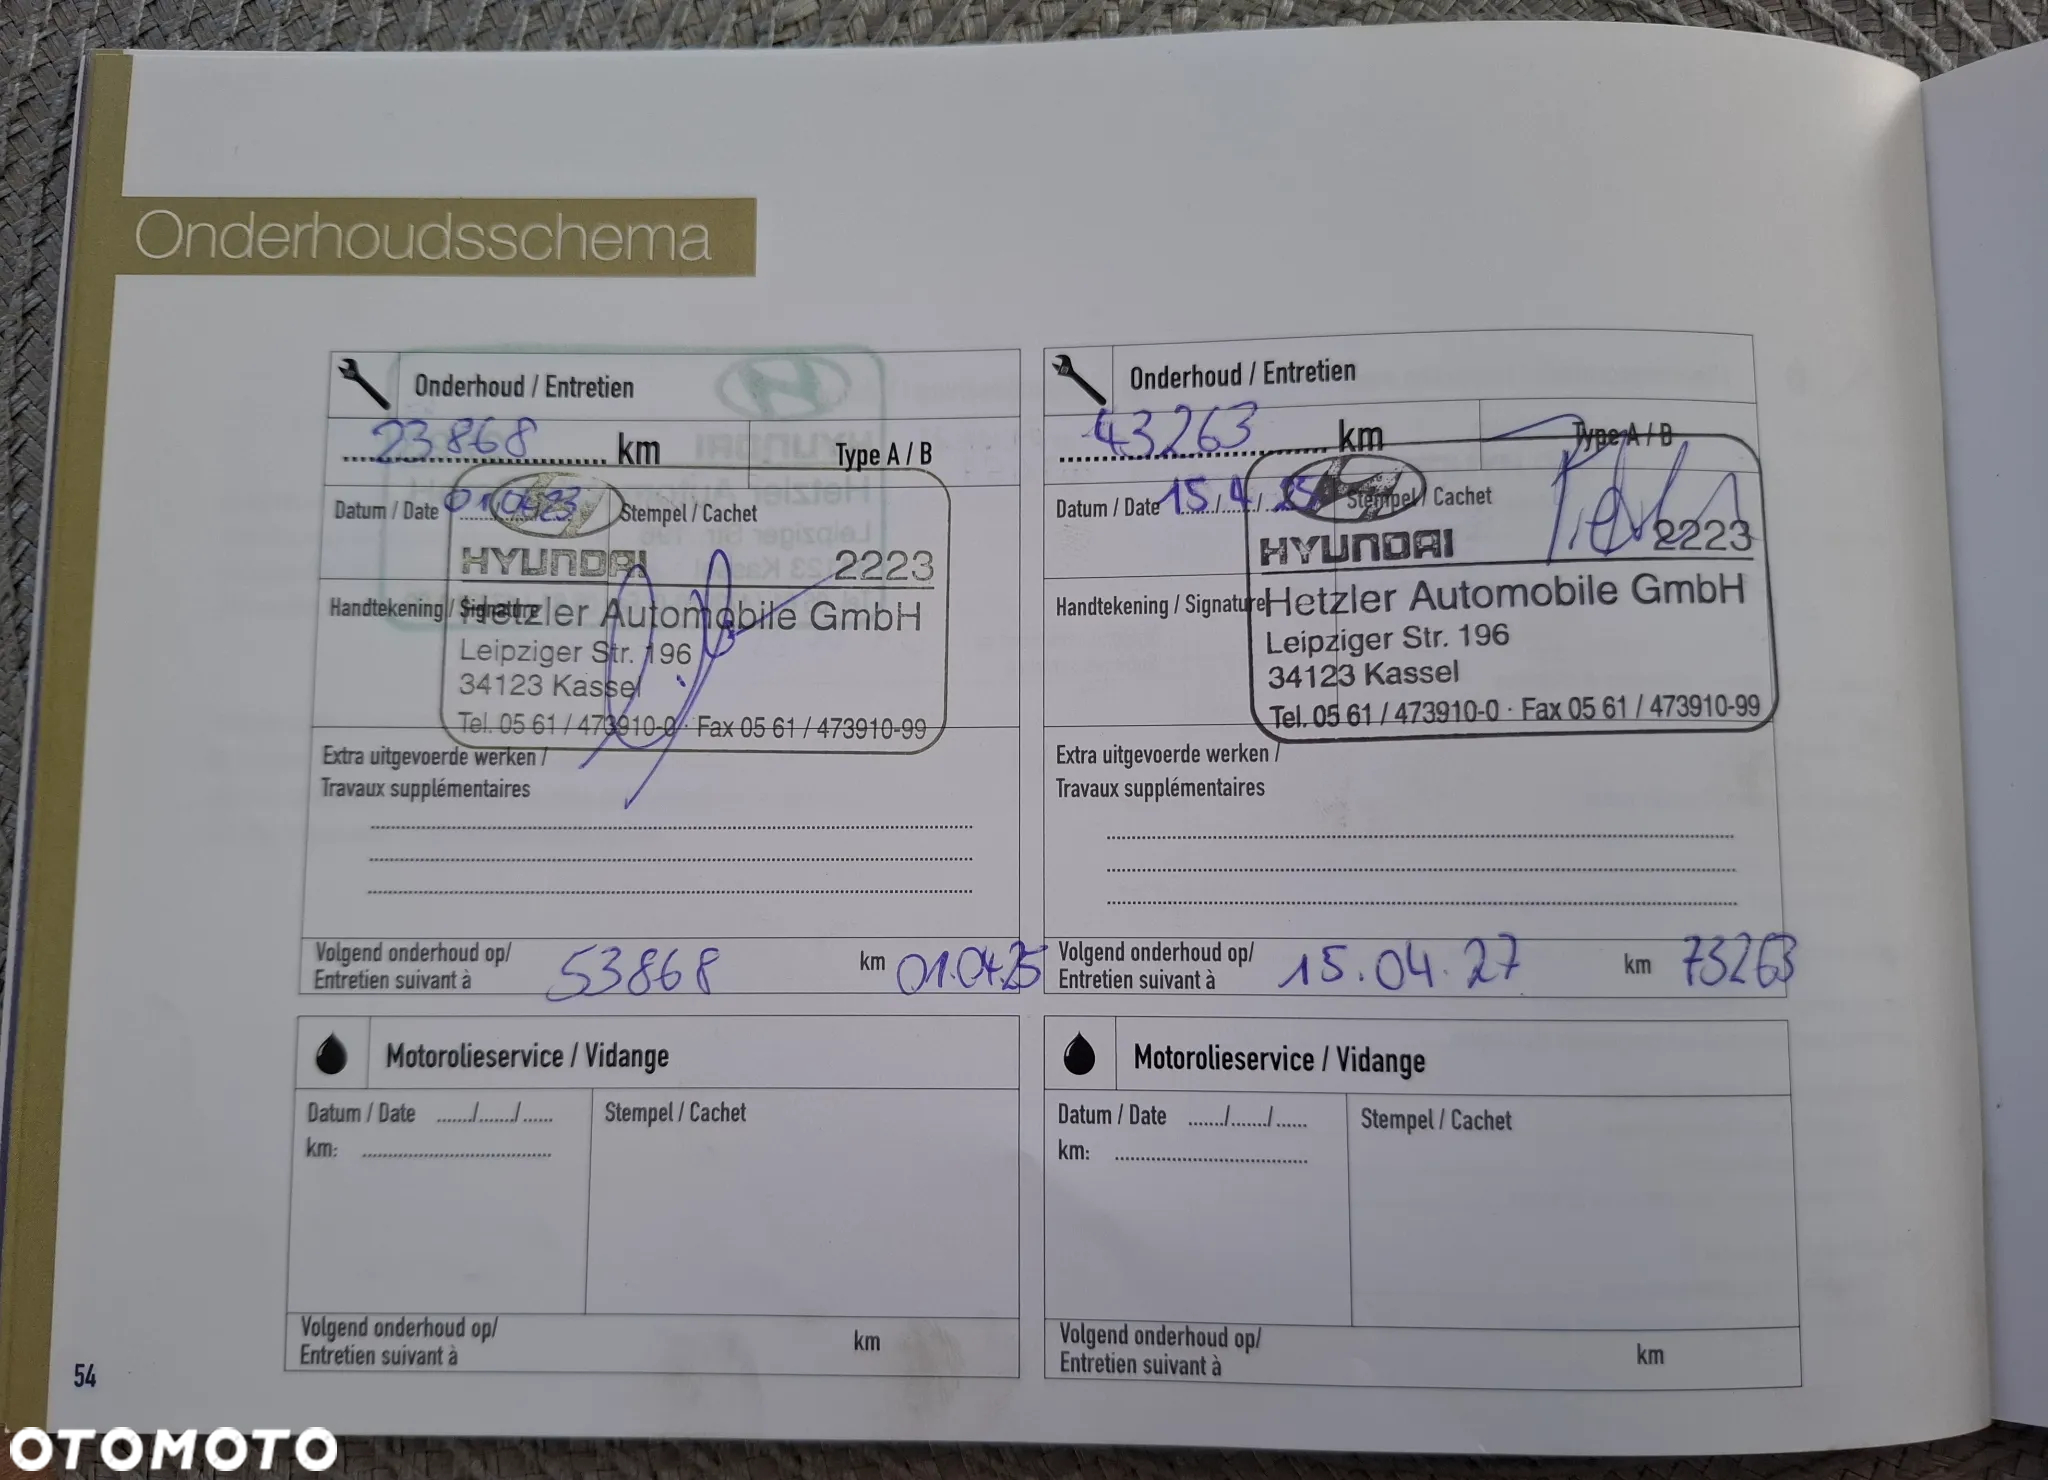 Onderhoudsschema
Onderhoud / Entretien
23868 km
Type A / B
Datum / Date 01.04.23
Stempel / Cachet
HYUNDAI 2223
Handtekening / Signature
Hetzler Automobile GmbH
Leipziger Str. 196
34123 Kassel
Tel. 05 61 / 473910-0 · Fax 05 61 / 473910-99
Extra uitgevoerde werken /
Travaux supplémentaires
Volgend onderhoud op/
Entretien suivant à
53868 km 01.04.25
Motorolieservice / Vidange
Datum / Date ......./......./......
Stempel / Cachet
km:
Volgend onderhoud op/
Entretien suivant à
km
Onderhoud / Entretien
43263 km
Type A / B
Datum / Date 15/4/25
Stempel / Cachet
HYUNDAI 2223
Handtekening / Signature
Hetzler Automobile GmbH
Leipziger Str. 196
34123 Kassel
Tel. 05 61 / 473910-0 · Fax 05 61 / 473910-99
Extra uitgevoerde werken /
Travaux supplémentaires
Volgend onderhoud op/
Entretien suivant à
15.04.27 km 73263
Motorolieservice / Vidange
Datum / Date ......./......./......
Stempel / Cachet
km:
Volgend onderhoud op/
Entretien suivant à
km
54
OTOMOTO